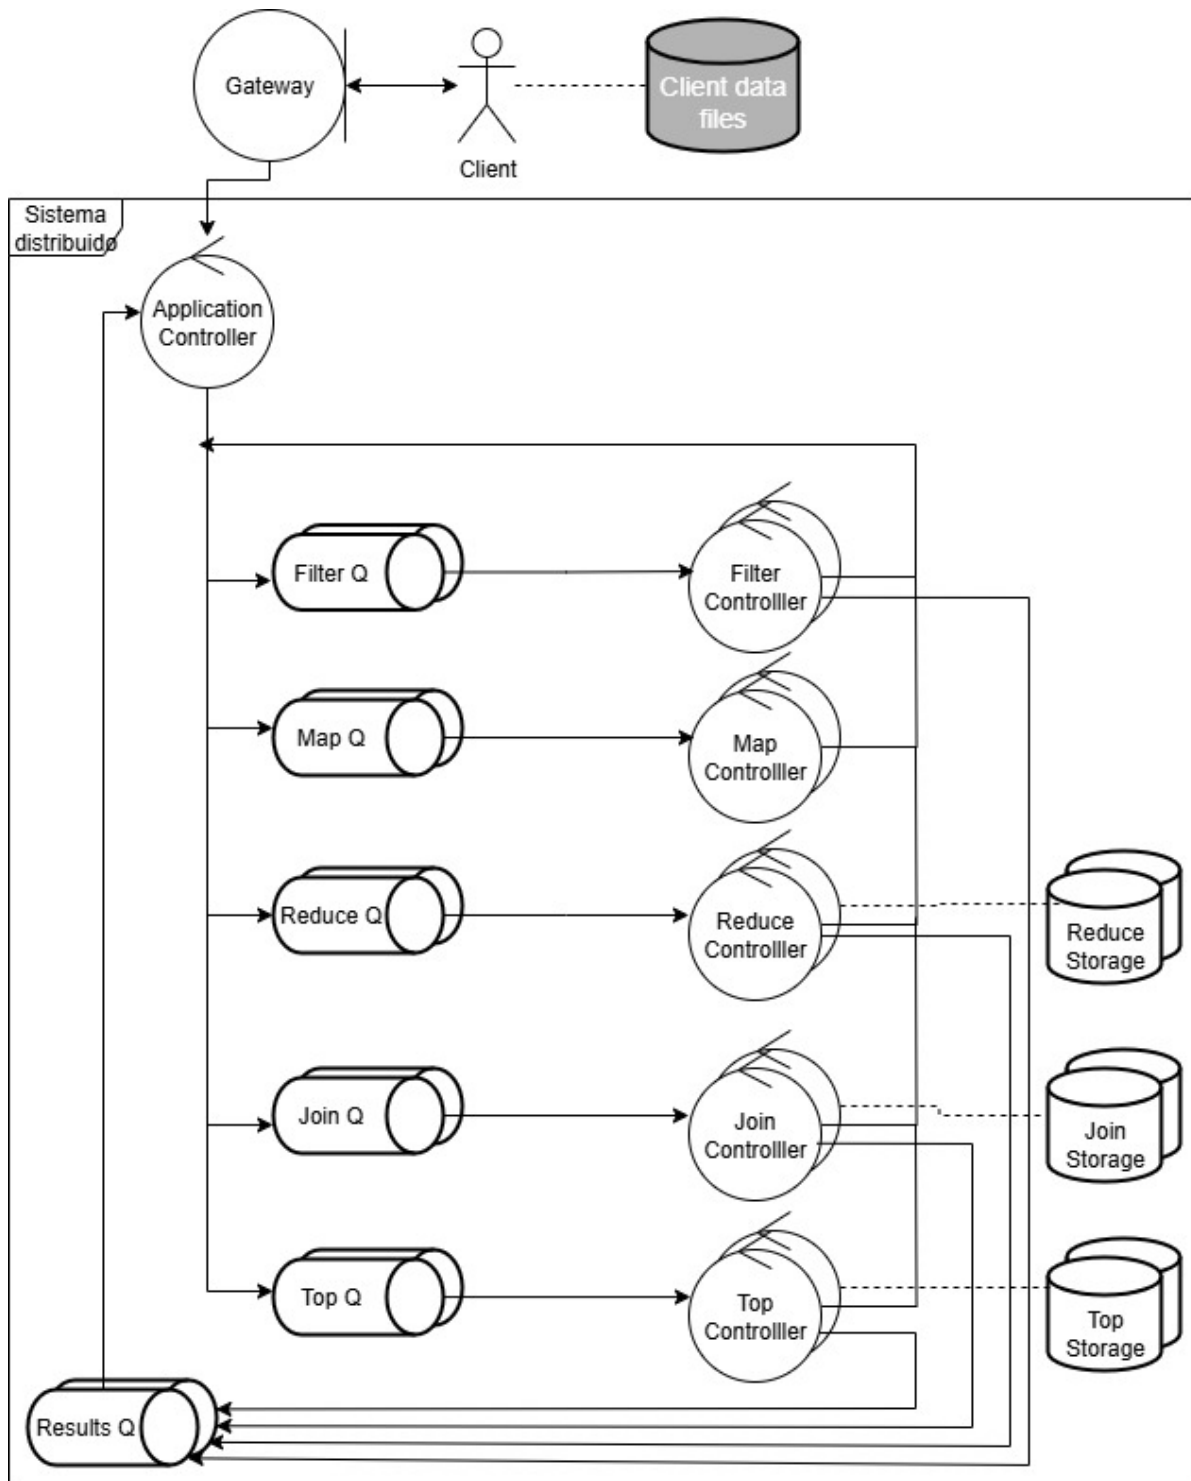 Gateway
Client
Client data
files
Sistema
distribuido
Application
Controller
Filter Q
Filter
Controlller
Map Q
Map
Controlller
Reduce Q
Reduce
Controlller
Reduce
Storage
Join Q
Join
Controlller
Join
Storage
Top Q
Top
Controlller
Top
Storage
Results Q